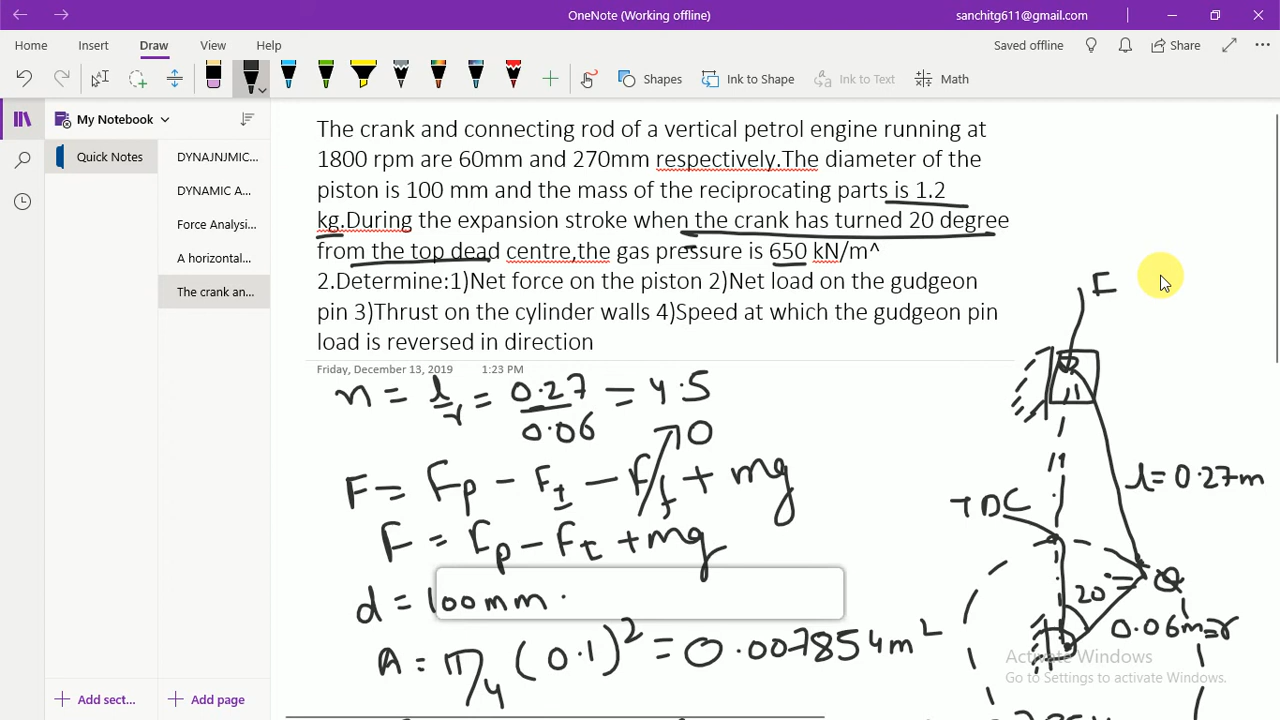 OneNote (Working offline)
sanchitg611@gmail.com
Home Insert Draw View Help
Saved offline
Share
Shapes
Ink to Shape
Ink to Text
Math
My Notebook
Quick Notes
DYNAJNJMIC...
DYNAMIC A...
Force Analysi...
A horizontal...
The crank an...
Add sect...
Add page
The crank and connecting rod of a vertical petrol engine running at
1800 rpm are 60mm and 270mm respectively.The diameter of the
piston is 100 mm and the mass of the reciprocating parts is 1.2
kg.During the expansion stroke when the crank has turned 20 degree
from the top dead centre,the gas pressure is 650 kN/m^
2.Determine:1)Net force on the piston 2)Net load on the gudgeon
pin 3)Thrust on the cylinder walls 4)Speed at which the gudgeon pin
load is reversed in direction
Friday, December 13, 2019 1:23 PM
n = l/r = 0.27/0.06 = 4.5
0
F = Fp - Ft - Ff + mg
F = Fp - Ft + mg
d = 100mm.
A = π/4 (0.1)2 = 0.007854m2
F
l = 0.27m
TDC
20°
Q
0.06m=r
Activate Windows
Go to Settings to activate Windows.